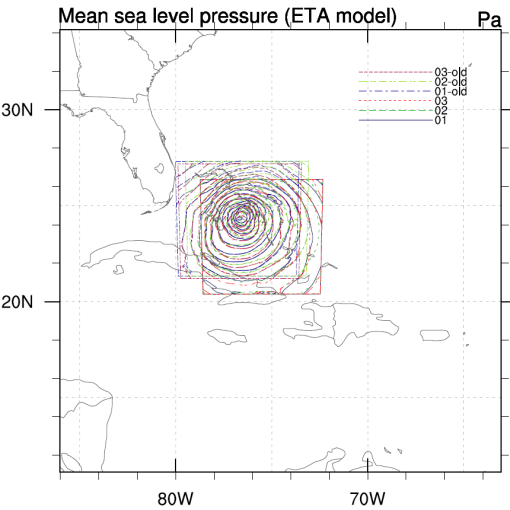 Mean sea level pressure (ETA model) Pa
03-old
02-old
01-old
03
02
01
30N
20N
80W 70W